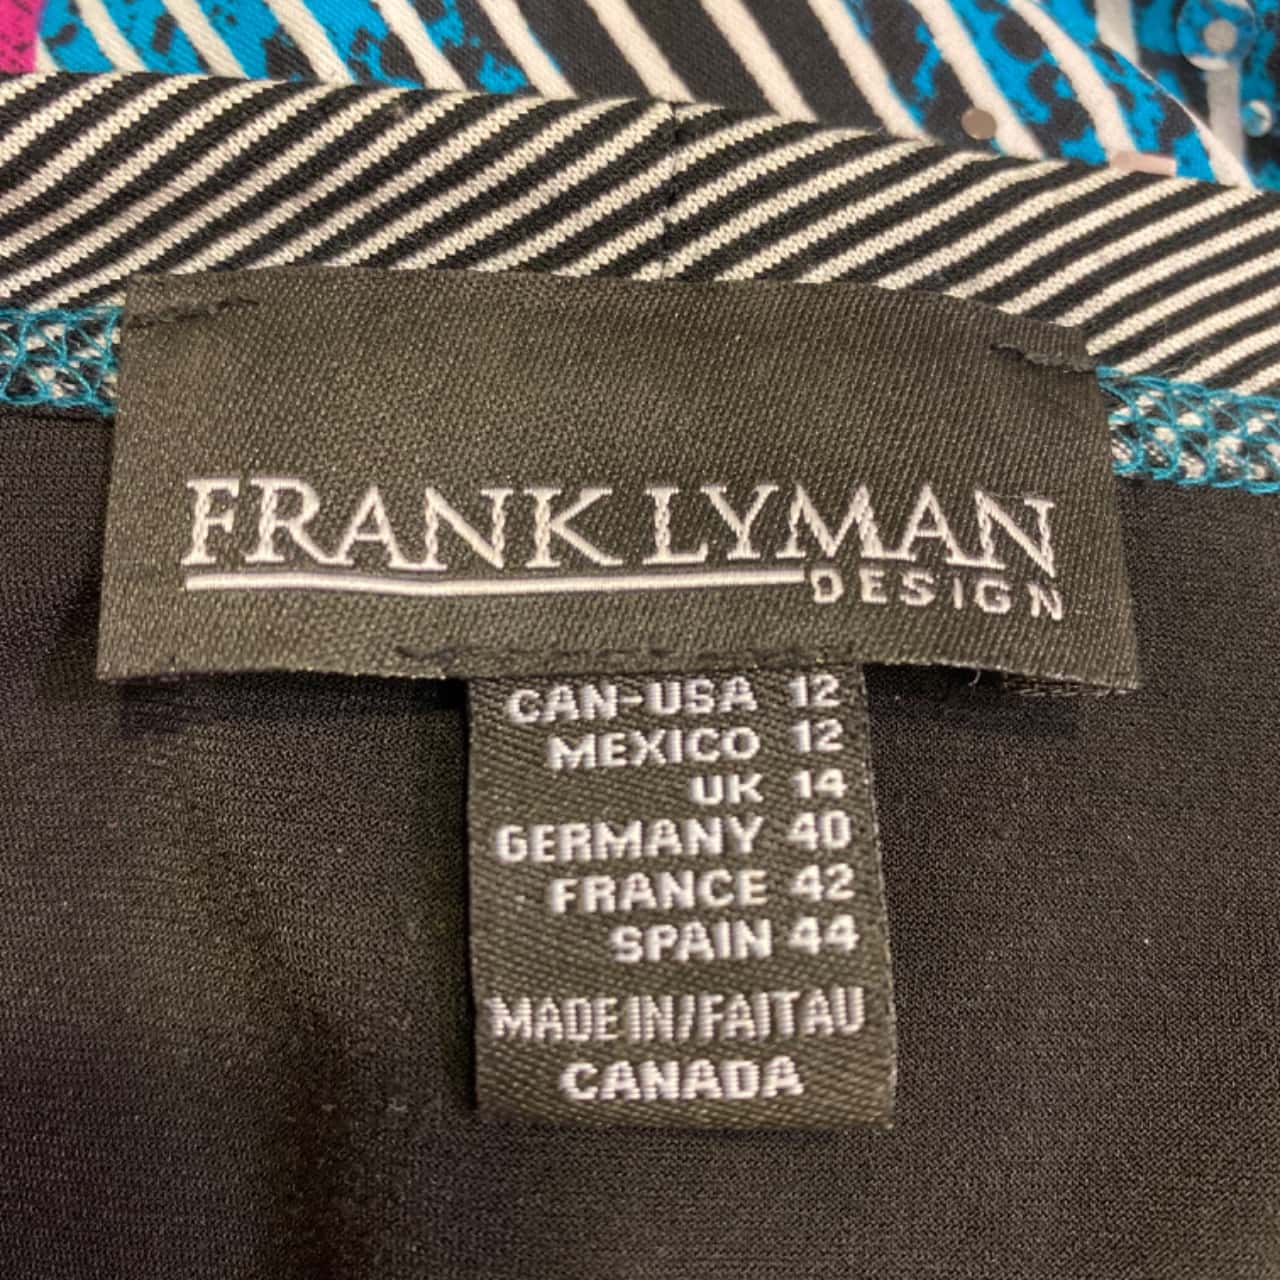 FRANK LYMAN
DESIGN
CAN-USA 12
MEXICO 12
UK 14
GERMANY 40
FRANCE 42
SPAIN 44
MADE IN/FAIT AU
CANADA